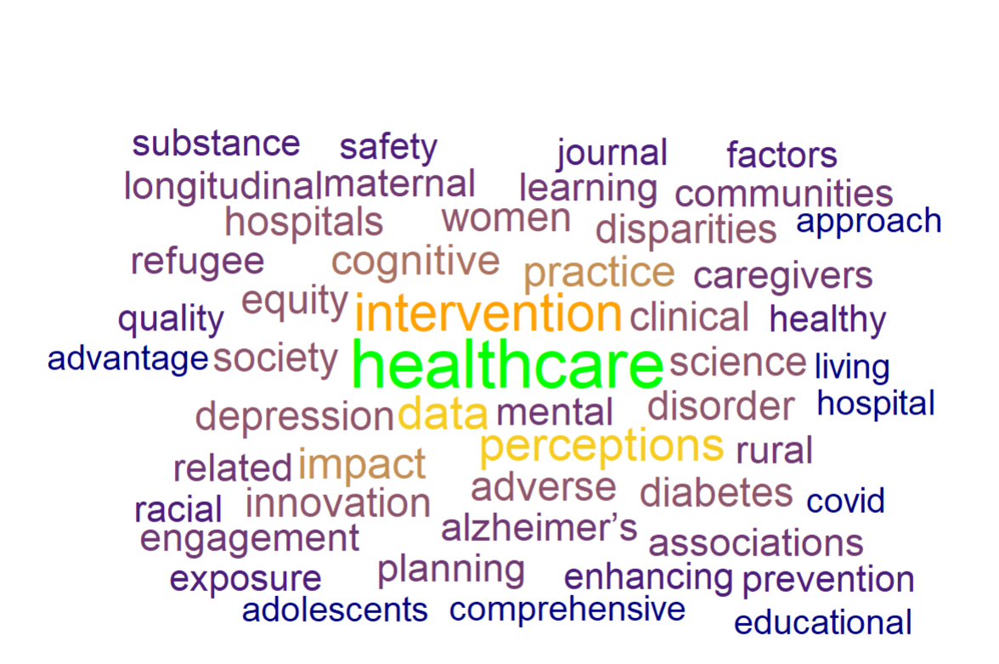 substance safety journal factors
longitudinal maternal learning communities
hospitals women disparities approach
refugee cognitive practice caregivers
equity intervention clinical healthy
quality
advantage society healthcare science living
depression data mental disorder hospital
perceptions rural
related impact
adverse diabetes covid
racial innovation
engagement alzheimer’s associations
exposure planning enhancing prevention
adolescents comprehensive educational